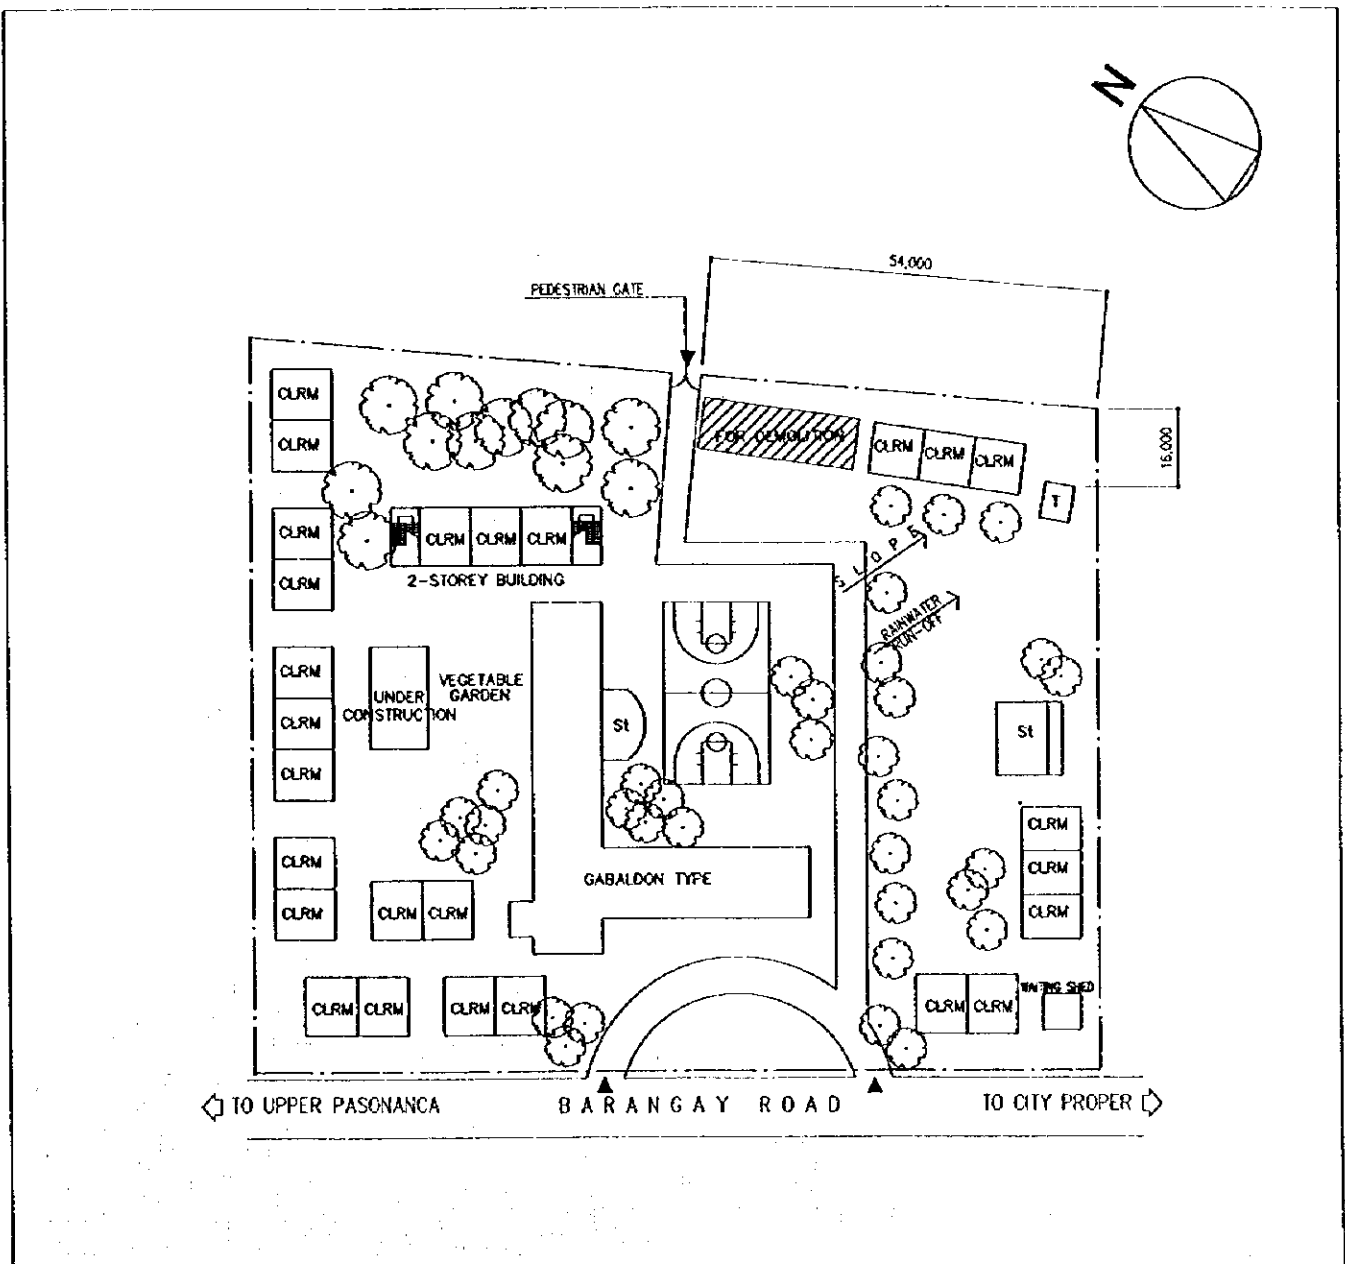 N
54,000
PEDESTRIAN GATE
CLRM
CLRM
FOR DEMOLITION
CLRM
CLRM
CLRM
16,000
T
CLRM
CLRM
CLRM
CLRM
CLRM
2-STOREY BUILDING
SLOPE
RAINWATER
RUN-OFF
CLRM
CLRM
CLRM
UNDER
CONSTRUCTION
VEGETABLE
GARDEN
St
St
CLRM
CLRM
CLRM
CLRM
CLRM
CLRM
CLRM
GABALDON TYPE
CLRM
CLRM
CLRM
CLRM
CLRM
CLRM
WAITING SHED
TO UPPER PASONANCA
BARANGAY ROAD
TO CITY PROPER